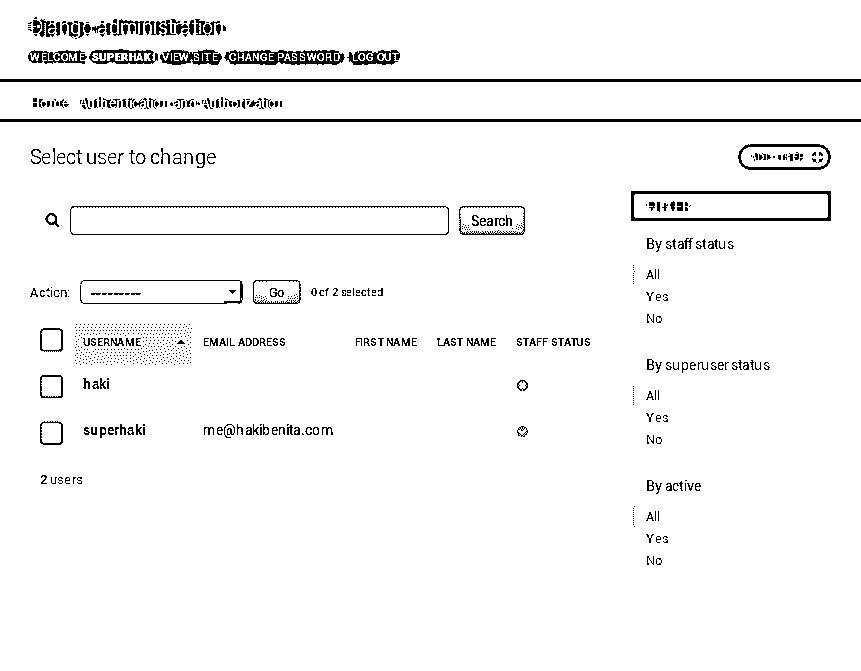 Django administration
WELCOME, SUPERHAKI. VIEW SITE / CHANGE PASSWORD / LOG OUT
Home Authentication and Authorization
Select user to change
ADD USER
Search
FILTER
By staff status
All
Yes
No
Action: --------- Go 0 of 2 selected
USERNAME EMAIL ADDRESS FIRST NAME LAST NAME STAFF STATUS
haki
superhaki me@hakibenita.com
2 users
By superuser status
All
Yes
No
By active
All
Yes
No